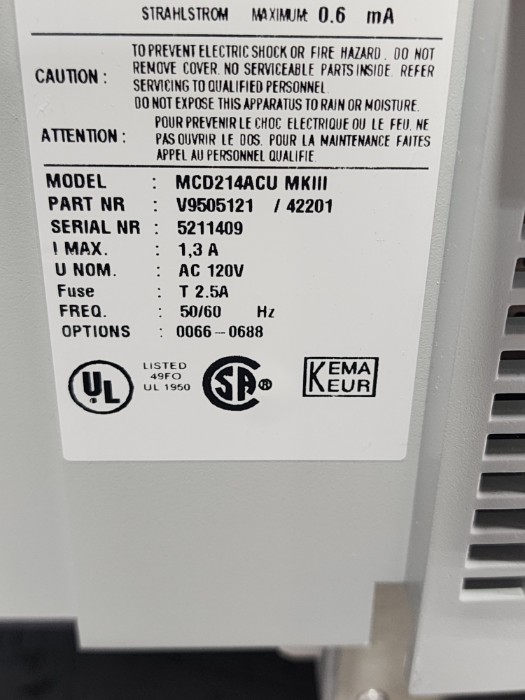 STRAHLSTROM MAXIMUM: 0.6 mA
TO PREVENT ELECTRIC SHOCK OR FIRE HAZARD, DO NOT
CAUTION : REMOVE COVER. NO SERVICEABLE PARTS INSIDE. REFER
SERVICING TO QUALIFIED PERSONNEL.
DO NOT EXPOSE THIS APPARATUS TO RAIN OR MOISTURE.
POUR PREVENIR LE CHOC ELECTRIQUE OU LE FEU, NE
ATTENTION : PAS OUVRIR LE DOS. POUR LA MAINTENANCE FAITES
APPEL AU PERSONNEL QUALIFIE
MODEL : MCD214ACU MKIII
PART NR : V9505121 / 42201
SERIAL NR : 5211409
I MAX. : 1,3 A
U NOM. : AC 120V
Fuse : T 2.5A
FREQ. : 50/60 Hz
OPTIONS : 0066-0688
UL
LISTED
49FO
UL 1950
SA ®
KEMA
KEUR